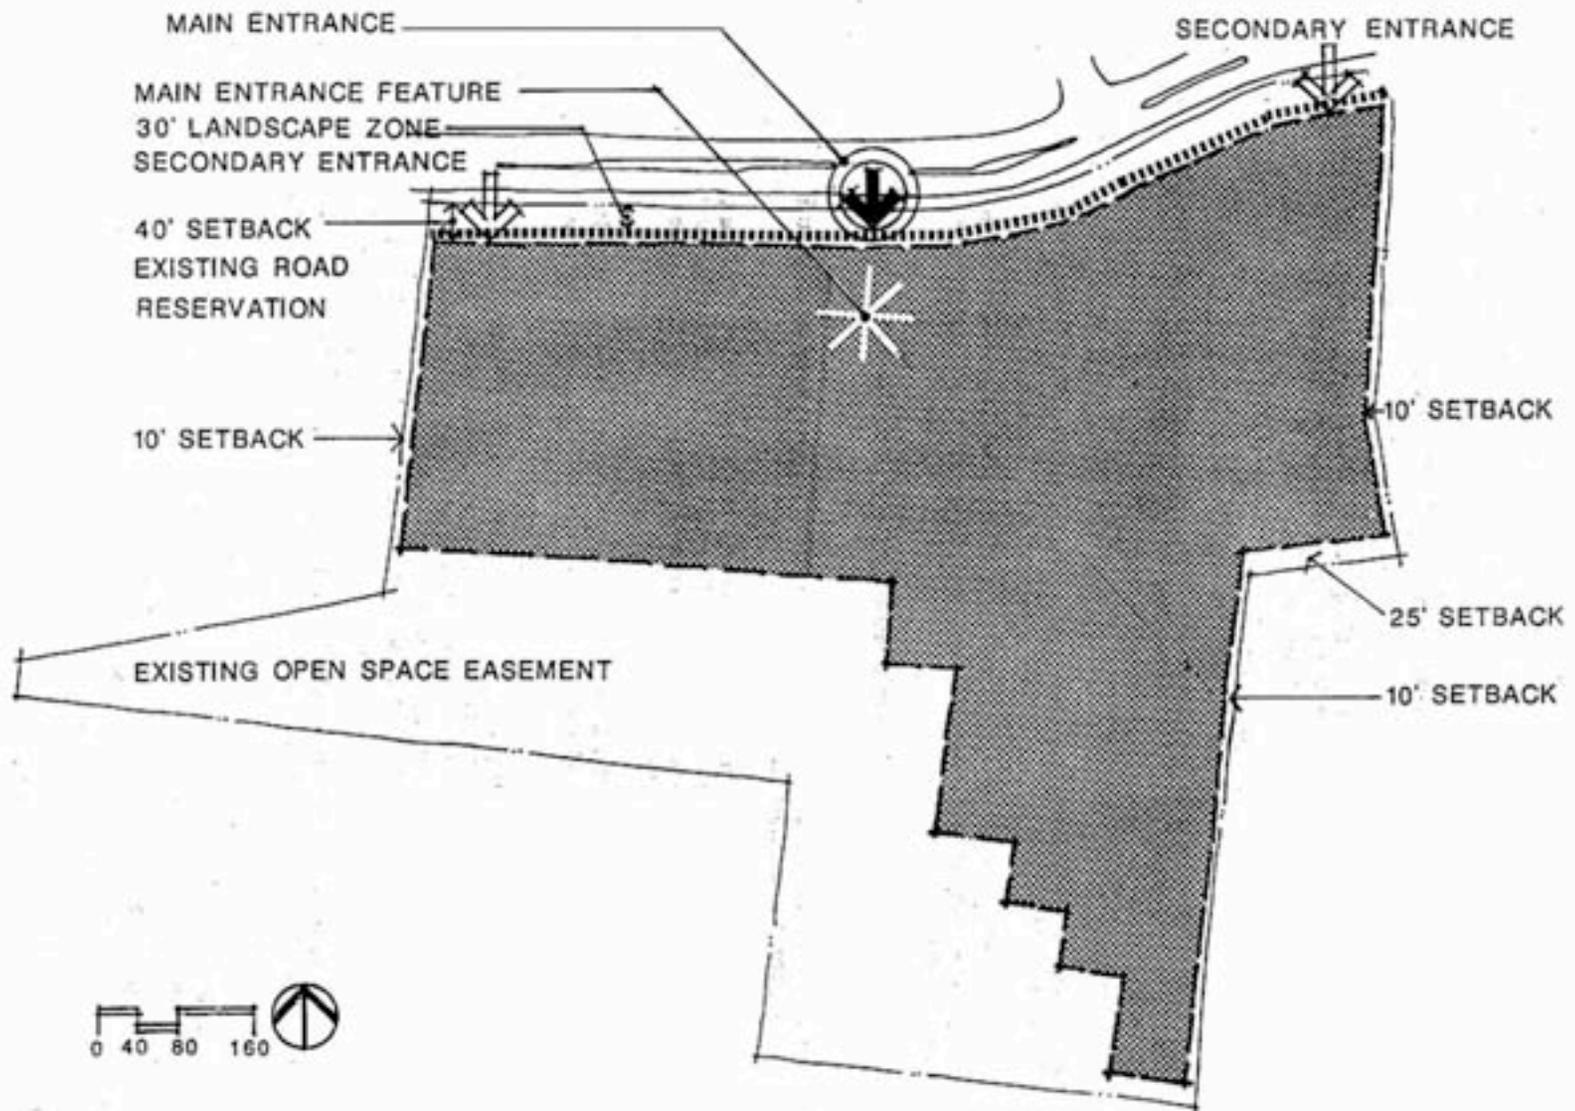 MAIN ENTRANCE
SECONDARY ENTRANCE
MAIN ENTRANCE FEATURE
30' LANDSCAPE ZONE
SECONDARY ENTRANCE
40' SETBACK
EXISTING ROAD
RESERVATION
10' SETBACK
10' SETBACK
25' SETBACK
EXISTING OPEN SPACE EASEMENT
10' SETBACK
0 40 80 160